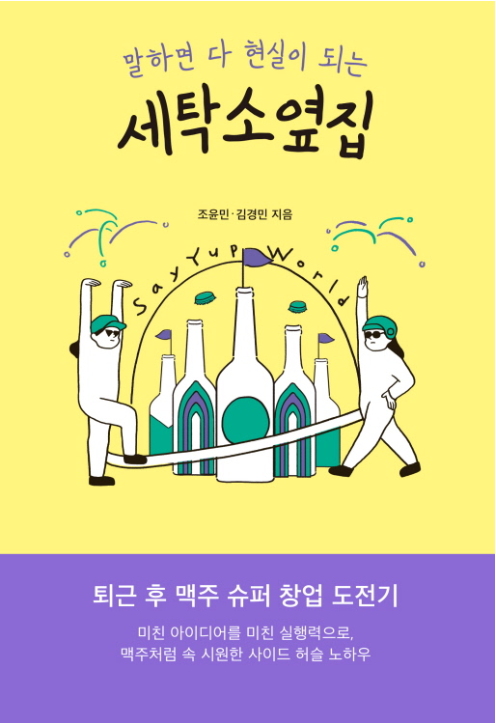 말하면 다 현실이 되는
세탁소옆집
조윤민·김경민 지음
SayYup World
퇴근 후 맥주 슈퍼 창업 도전기
미친 아이디어를 미친 실행력으로,
맥주처럼 속 시원한 사이드 허슬 노하우